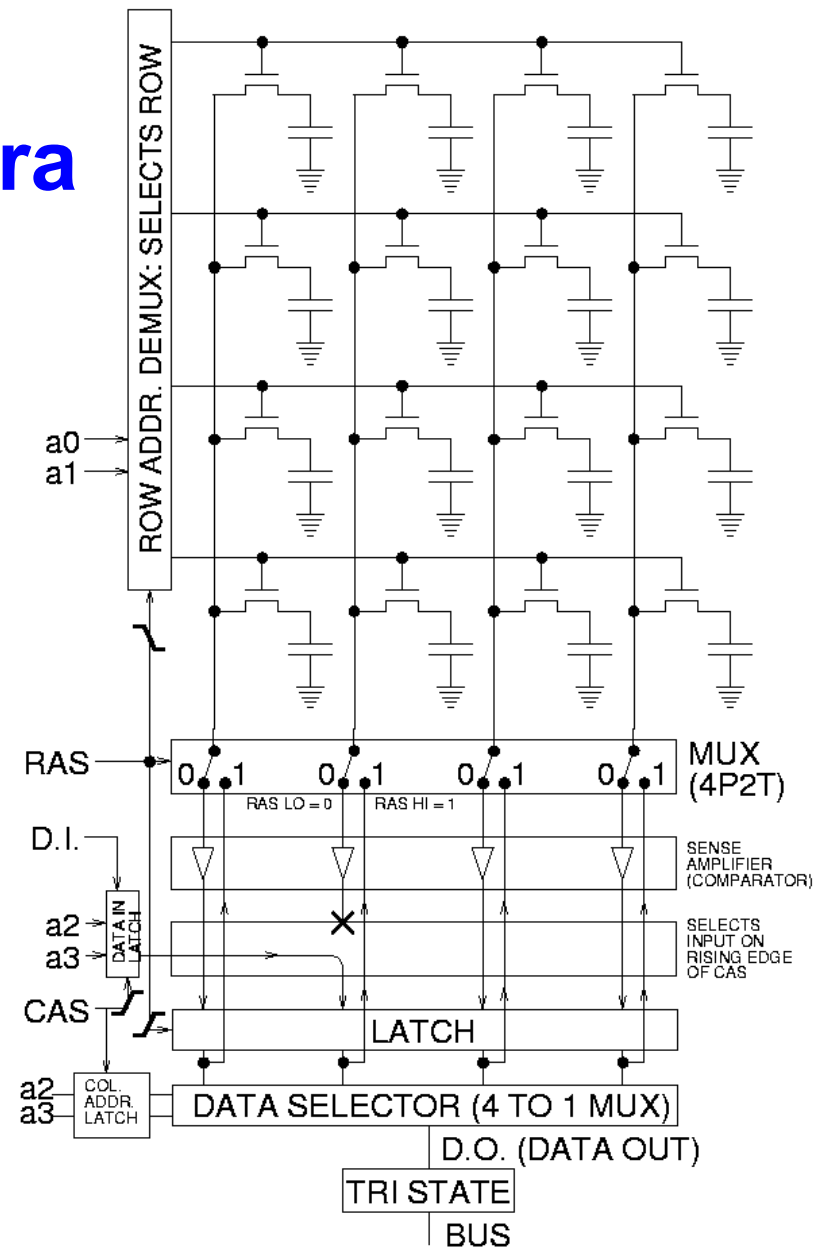 ra
ROW ADDR. DEMUX: SELECTS ROW
a0
a1
RAS
0 1 0 1 0 1 0 1
MUX
(4P2T)
RAS LO = 0 RAS HI = 1
D.I.
SENSE
AMPLIFIER
(COMPARATOR)
a2
a3
DATA IN
LATCH
SELECTS
INPUT ON
RISING EDGE
OF CAS
CAS
LATCH
a2
a3
COL.
ADDR.
LATCH
DATA SELECTOR (4 TO 1 MUX)
D.O. (DATA OUT)
TRI STATE
BUS